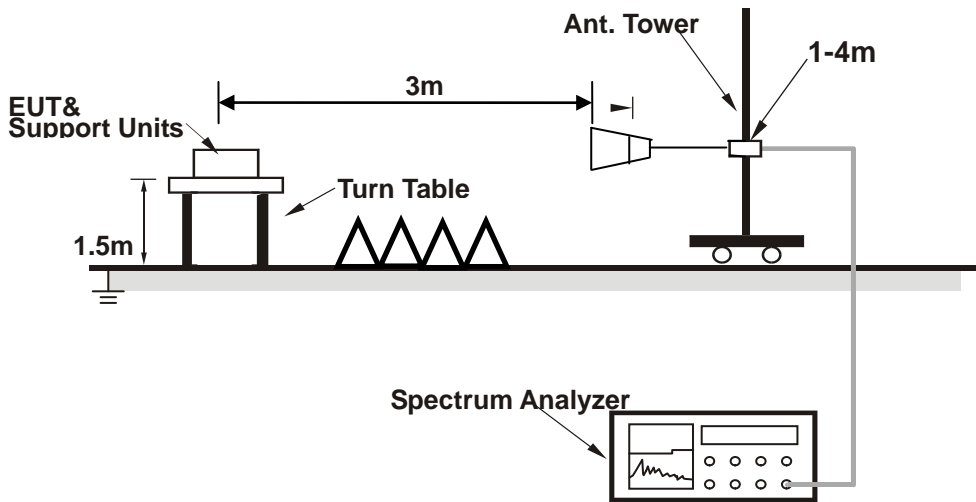 Ant. Tower
1-4m
3m
EUT&
Support Units
Turn Table
1.5m
Spectrum Analyzer